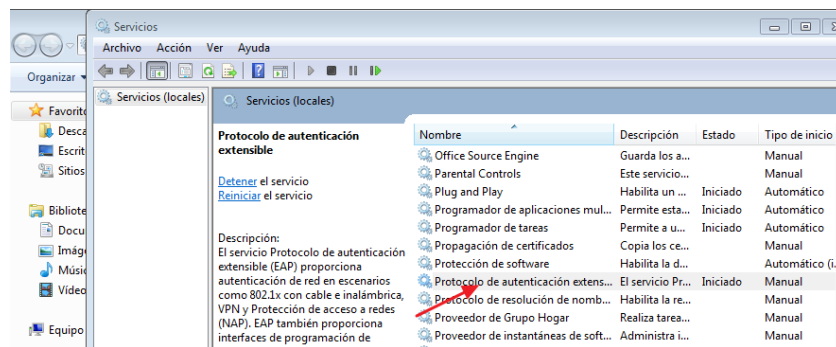 Servicios
Archivo Acción Ver Ayuda
Organizar
Servicios (locales)
Servicios (locales)
Favorito
Desca
Escrit
Sitios
Bibliote
Docu
Imáge
Músic
Vídeo
Equipo
Protocolo de autenticación
extensible
Detener el servicio
Reiniciar el servicio
Descripción:
El servicio Protocolo de autenticación
extensible (EAP) proporciona
autenticación de red en escenarios
como 802.1x con cable e inalámbrica,
VPN y Protección de acceso a redes
(NAP). EAP también proporciona
interfaces de programación de
Nombre Descripción Estado Tipo de inicio
Office Source Engine Guarda los a... Manual
Parental Controls Este servicio... Manual
Plug and Play Habilita un ... Iniciado Automático
Programador de aplicaciones mul... Permite esta... Iniciado Automático
Programador de tareas Permite a u... Iniciado Automático
Propagación de certificados Copia los ce... Manual
Protección de software Habilita la d... Automático (i.
Protocolo de autenticación extens... El servicio Pr... Iniciado Manual
Protocolo de resolución de nomb... Habilita la re... Manual
Proveedor de Grupo Hogar Realiza tarea... Manual
Proveedor de instantáneas de soft... Administra i... Manual